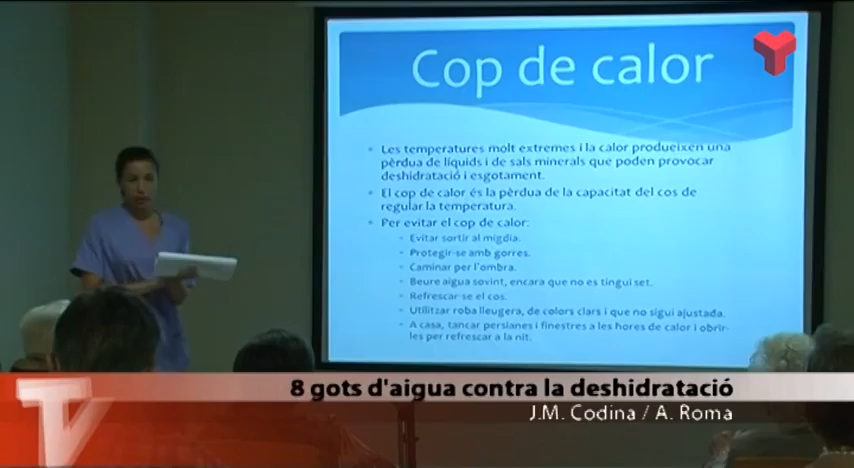 Cop de calor
Les temperatures molt extremes i la calor produeixen una
pèrdua de líquids i de sals minerals que poden provocar
deshidratació i esgotament.
El cop de calor és la pèrdua de la capacitat del cos de
regular la temperatura.
Per evitar el cop de calor:
Evitar sortir al migdia.
Protegir-se amb gorres.
Caminar per l'ombra.
Beure aigua sovint, encara que no es tingui set.
Refrescar-se el cos.
Utilitzar roba lleugera, de colors clars i que no sigui ajustada.
A casa, tancar persianes i finestres a les hores de calor i obrir-
les per refrescar a la nit.
8 gots d'aigua contra la deshidratació
J.M. Codina / A. Roma
TV